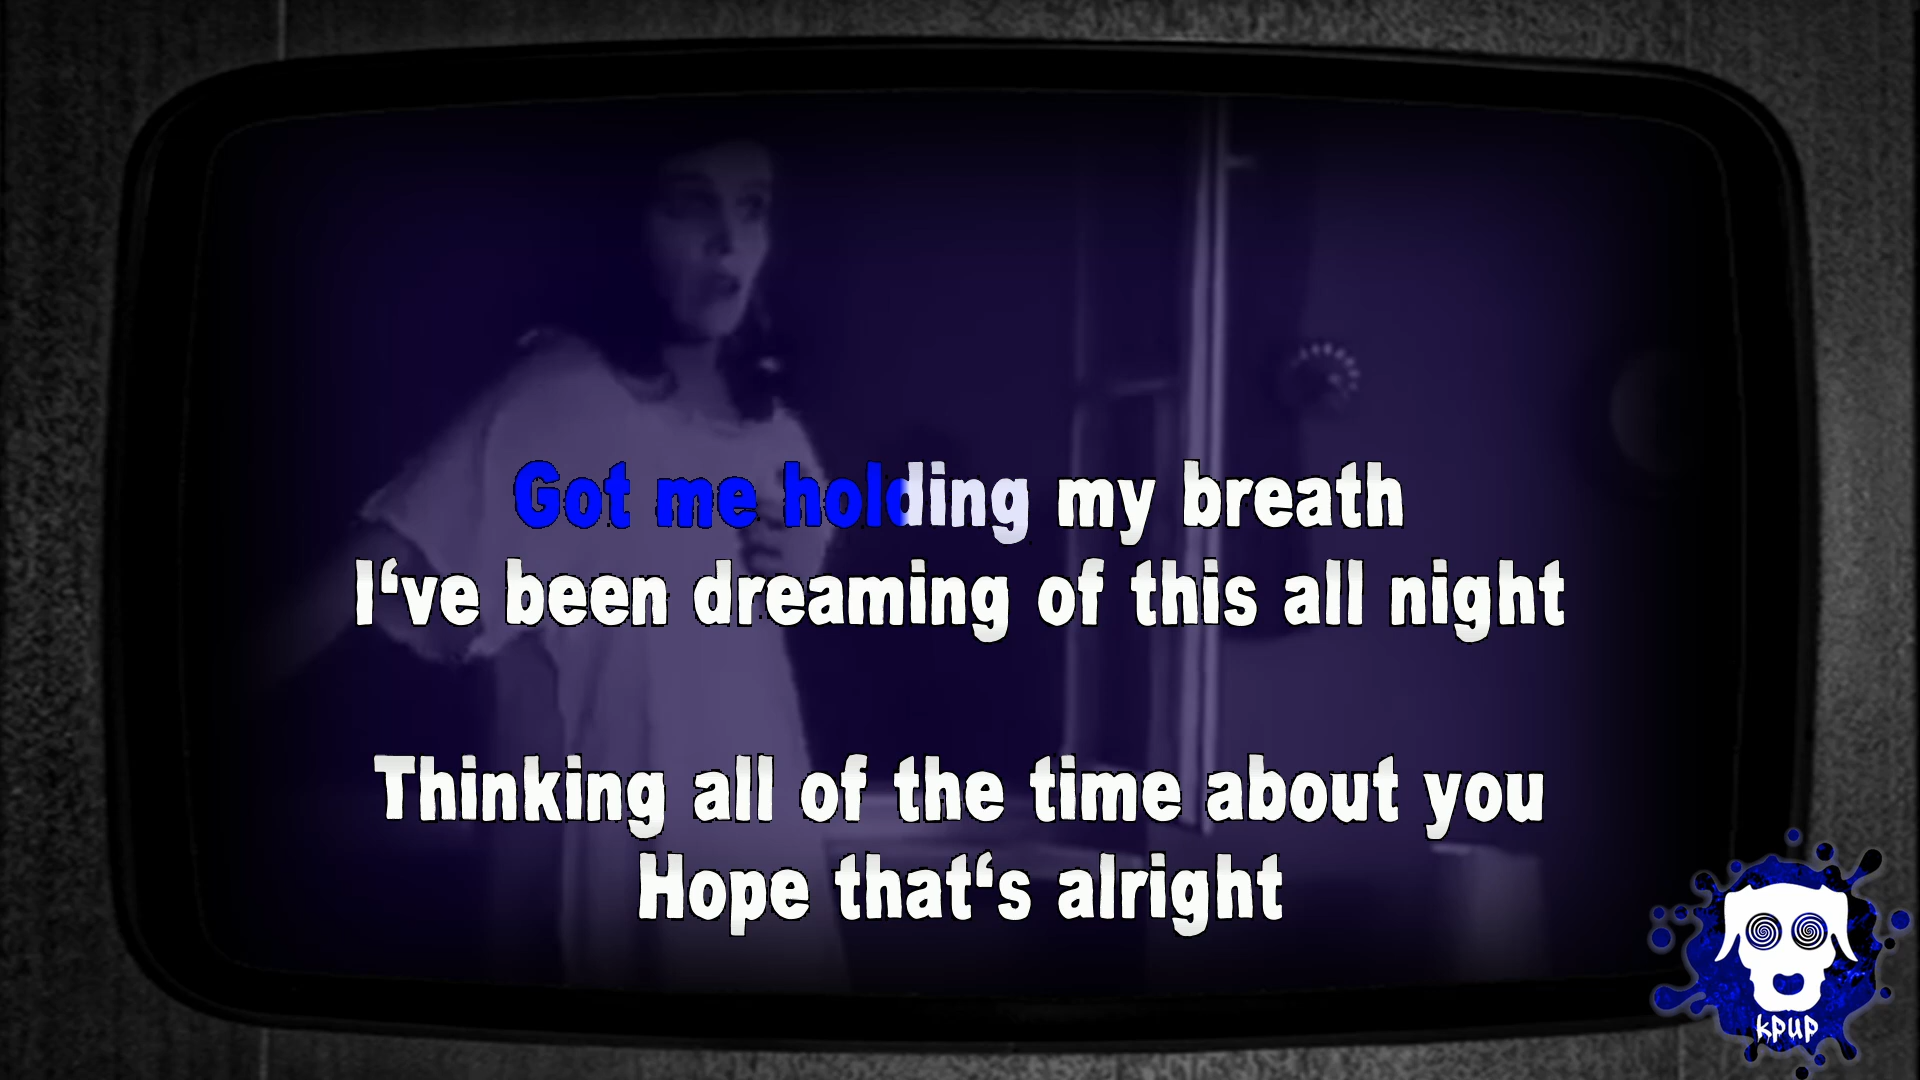 Got me holding my breath
I‘ve been dreaming of this all night
Thinking all of the time about you
Hope that‘s alright
kpup